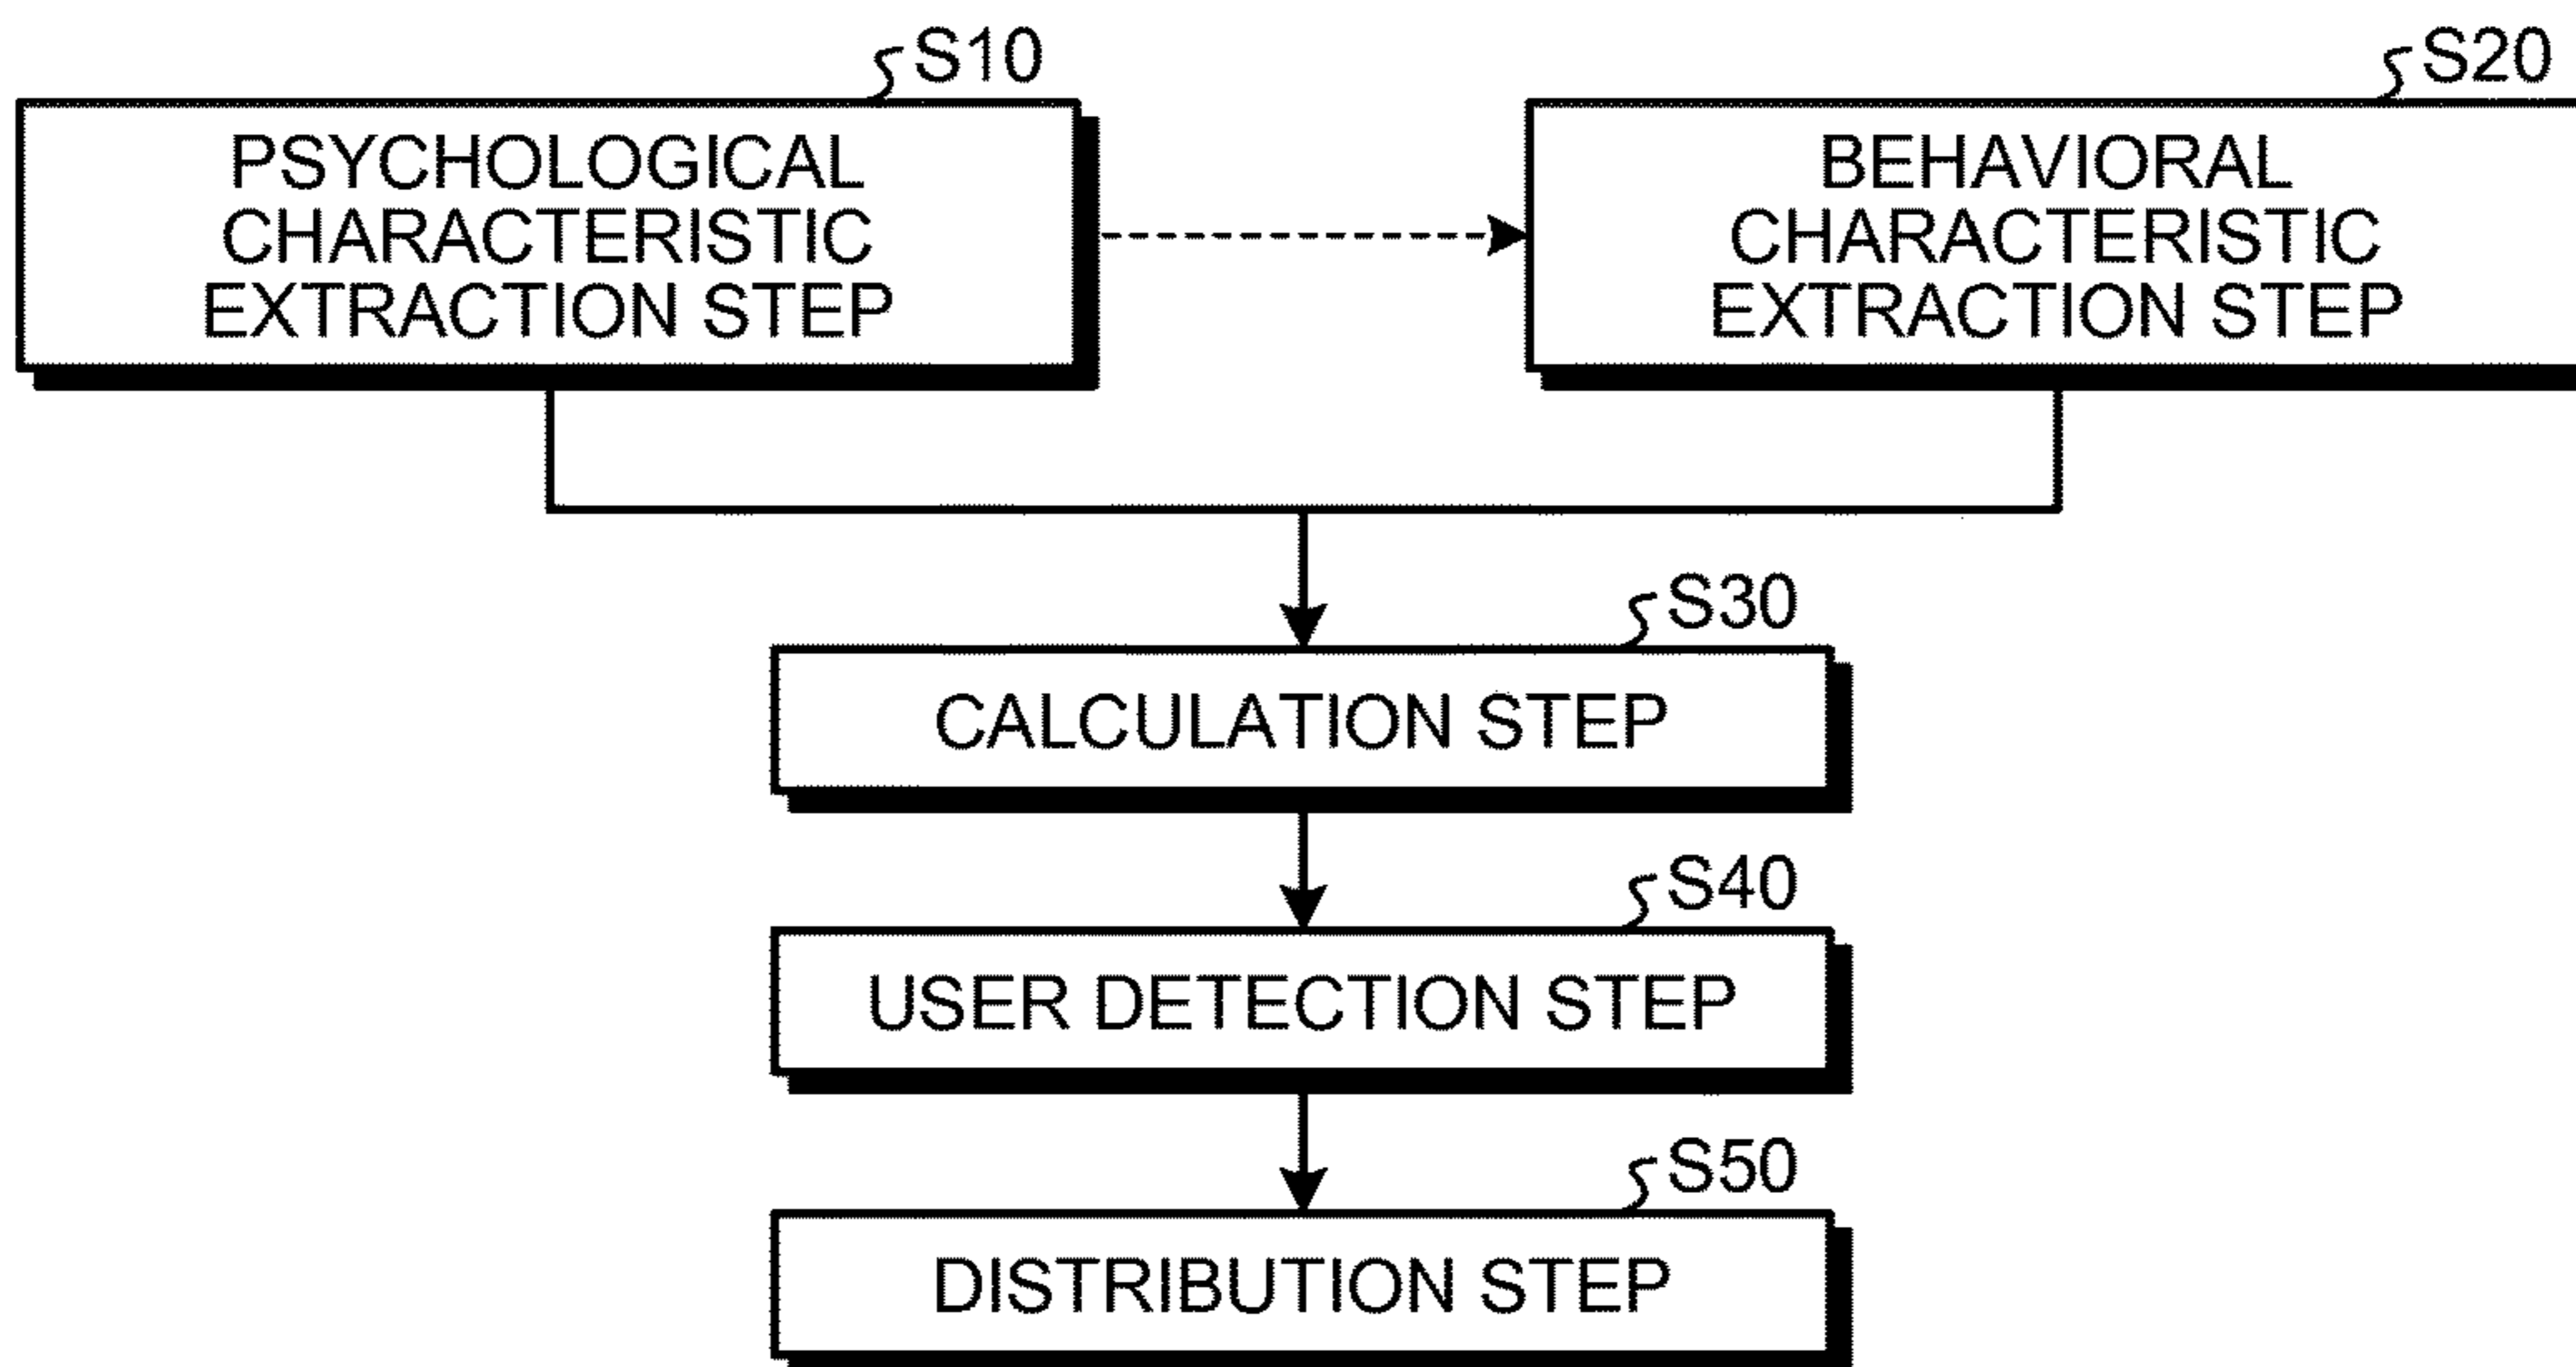 S10
PSYCHOLOGICAL
CHARACTERISTIC
EXTRACTION STEP
S20
BEHAVIORAL
CHARACTERISTIC
EXTRACTION STEP
S30
CALCULATION STEP
S40
USER DETECTION STEP
S50
DISTRIBUTION STEP